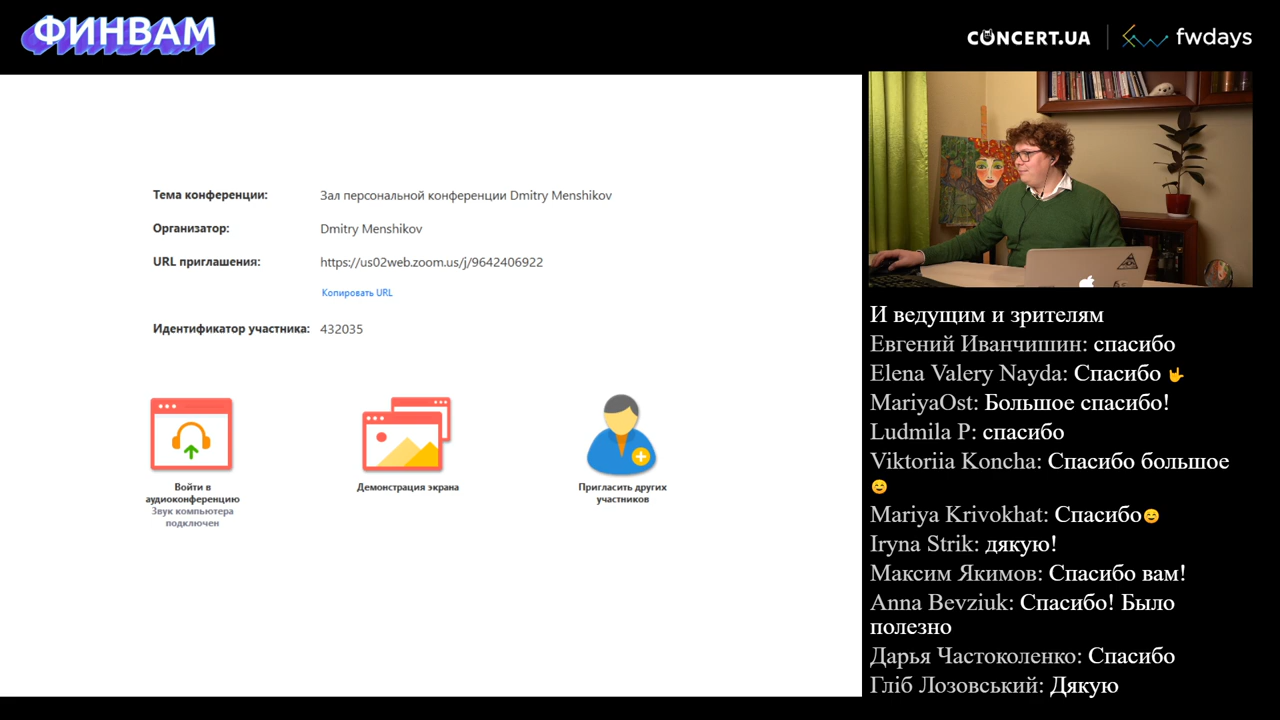 ФИНВАМ
CONCERT.UA
fwdays
Тема конференции: Зал персональной конференции Dmitry Menshikov
Организатор: Dmitry Menshikov
URL приглашения: https://us02web.zoom.us/j/9642406922
Копировать URL
Идентификатор участника: 432035
Войти в
аудиоконференцию
Звук компьютера
подключен
Демонстрация экрана
Пригласить других
участников
И ведущим и зрителям
Евгений Иванчишин: спасибо
Elena Valery Nayda: Спасибо 🤟
MariyaOst: Большое спасибо!
Ludmila P: спасибо
Viktoriia Koncha: Спасибо большое
😊
Mariya Krivokhat: Спасибо😊
Iryna Strik: дякую!
Максим Якимов: Спасибо вам!
Anna Bevziuk: Спасибо! Было
полезно
Дарья Частоколенко: Спасибо
Гліб Лозовський: Дякую